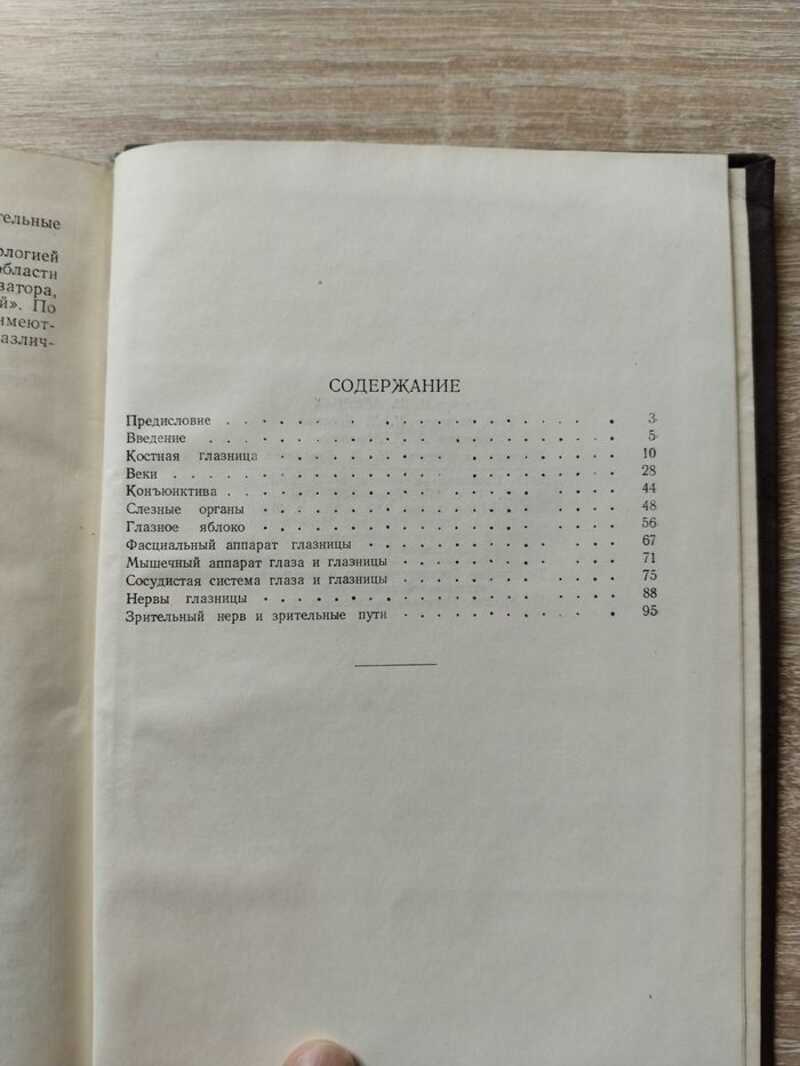 логией
области
затора,
й». По
имеют-
азлич-
СОДЕРЖАНИЕ
Предисловие . . . . . . . . . . . . . . . . . . . . 3
Введение . . . . . . . . . . . . . . . . . . . . 5
Костная глазница . . . . . . . . . . . . . . . . . . . . 10
Веки . . . . . . . . . . . . . . . . . . . . 28
Конъюнктива . . . . . . . . . . . . . . . . . . . . 44
Слезные органы . . . . . . . . . . . . . . . . . . . . 48
Глазное яблоко . . . . . . . . . . . . . . . . . . . . 56
Фасциальный аппарат глазницы . . . . . . . . . . . . . . 67
Мышечный аппарат глаза и глазницы . . . . . . . . . . . . 71
Сосудистая система глаза и глазницы . . . . . . . . . . . . 75
Нервы глазницы . . . . . . . . . . . . . . . . . . . . 88
Зрительный нерв и зрительные пути . . . . . . . . . . . . 95